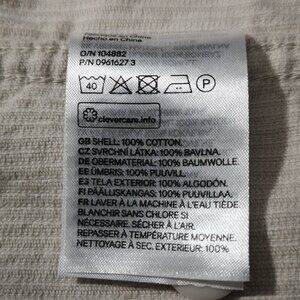 Hecho en China
O/N 104882
P/N 0961627 3
40 P
clevercare.info
GB SHELL: 100% COTTON.
CZ SVRCHNÍ LÁTKA: 100% BAVLNA.
DE OBERMATERIAL: 100% BAUMWOLLE
EE ÜMBRIS: 100% PUUVILL.
ES TELA EXTERIOR: 100% ALGODÓN.
FI PÄÄLLISKANGAS: 100% PUUVILLAA
FR LAVER À LA MACHINE À L'EAU TIÈDE.
BLANCHIR SANS CHLORE SI
NÉCESSAIRE. SÉCHER À L'AIR.
REPASSER À TEMPÉRATURE MOYENNE.
NETTOYAGE À SEC. EXTERIEUR: 100%